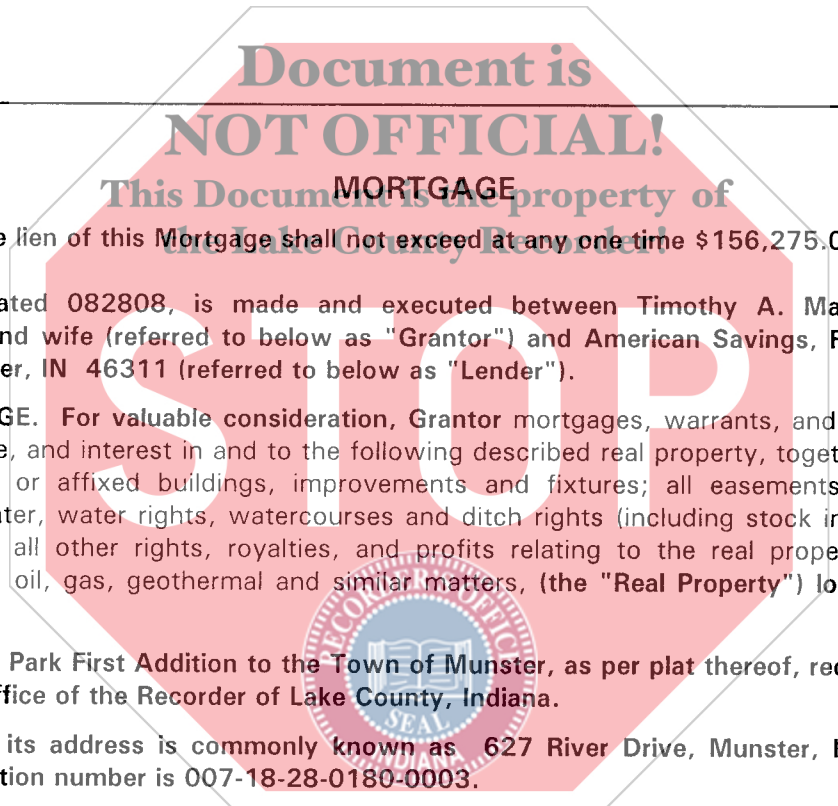 Document is
NOT OFFICIAL!
MORTGAGE
This Document is the property of
the Lake County Recorder!
e lien of this Mortgage shall not exceed at any one time $156,275.0
ated 082808, is made and executed between Timothy A. Ma
nd wife (referred to below as "Grantor") and American Savings, F
er, IN 46311 (referred to below as "Lender").
GE. For valuable consideration, Grantor mortgages, warrants, and
e, and interest in and to the following described real property, toget
or affixed buildings, improvements and fixtures; all easements
ater, water rights, watercourses and ditch rights (including stock in
all other rights, royalties, and profits relating to the real prope
oil, gas, geothermal and similar matters, (the "Real Property") lo
STOP
Park First Addition to the Town of Munster, as per plat thereof, rec
ffice of the Recorder of Lake County, Indiana.
its address is commonly known as 627 River Drive, Munster, I
tion number is 007-18-28-0180-0003.
RECORDER OFFICE
SEAL
INDIANA